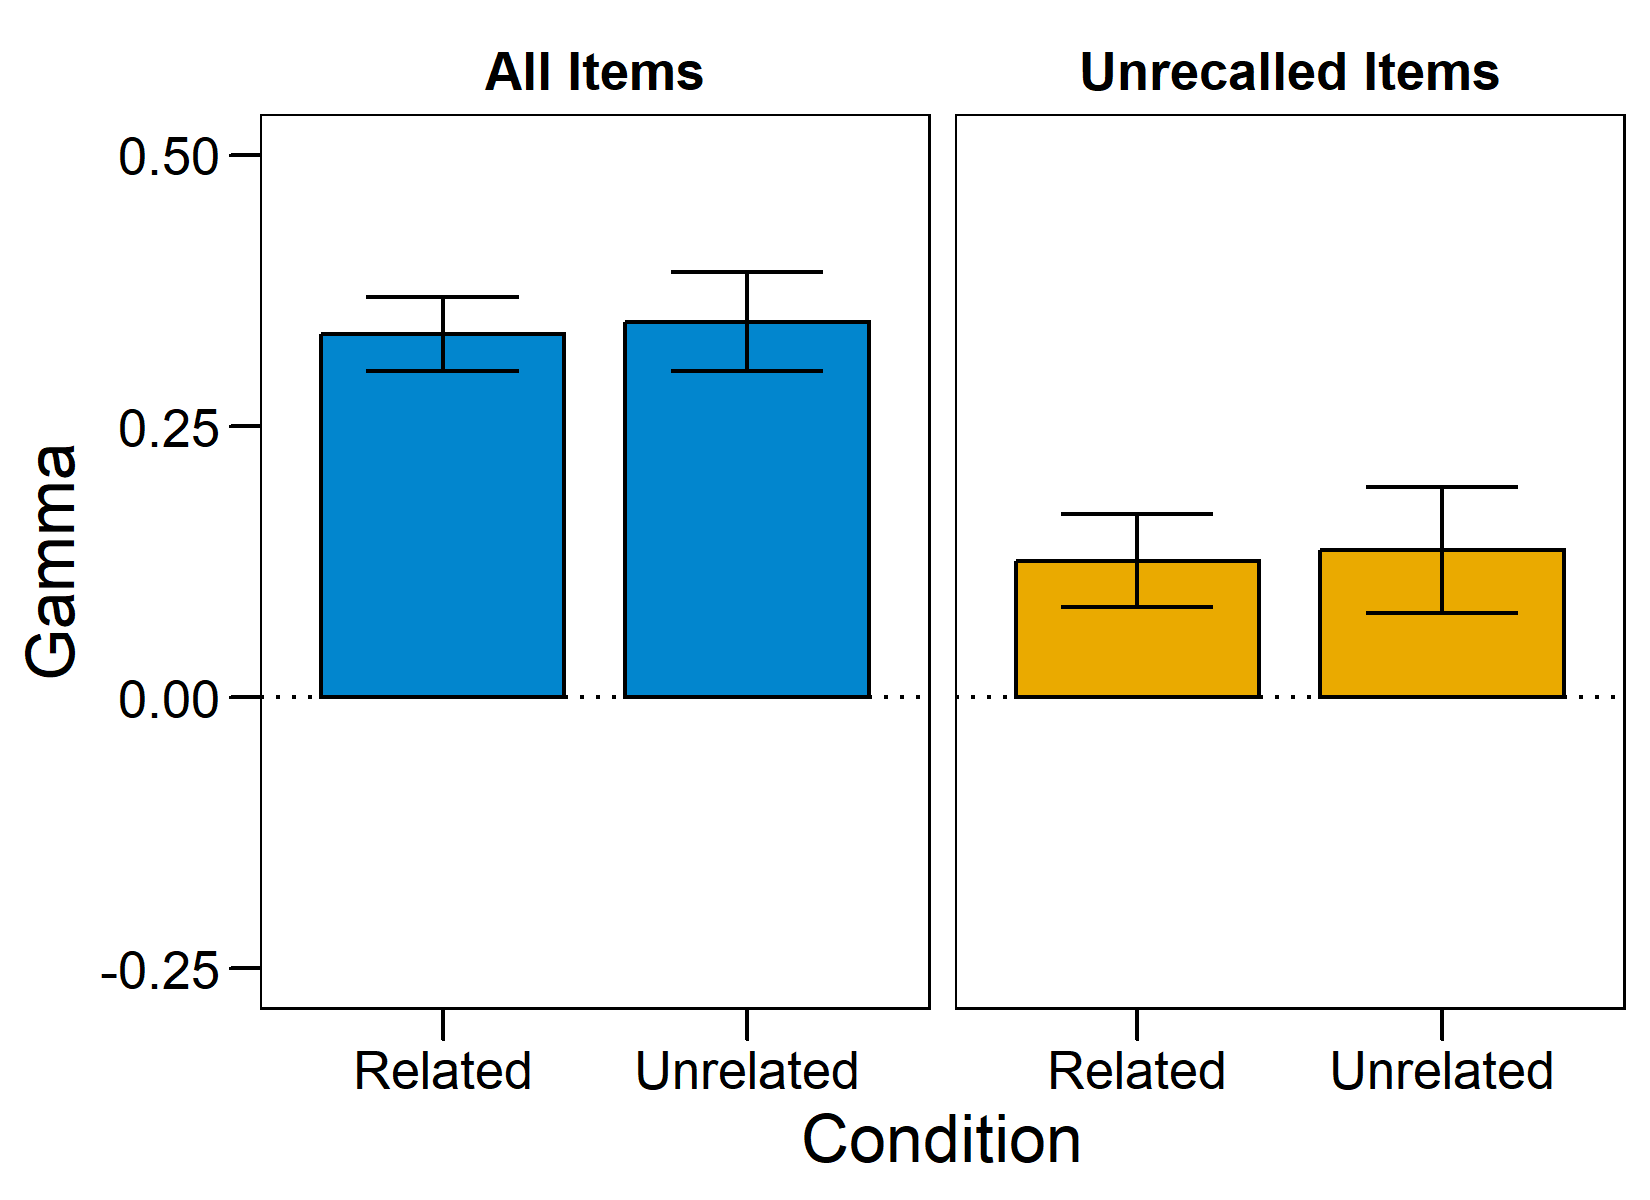 All Items
Unrecalled Items
0.50
0.25
0.00
-0.25
Gamma
Related
Unrelated
Related
Unrelated
Condition